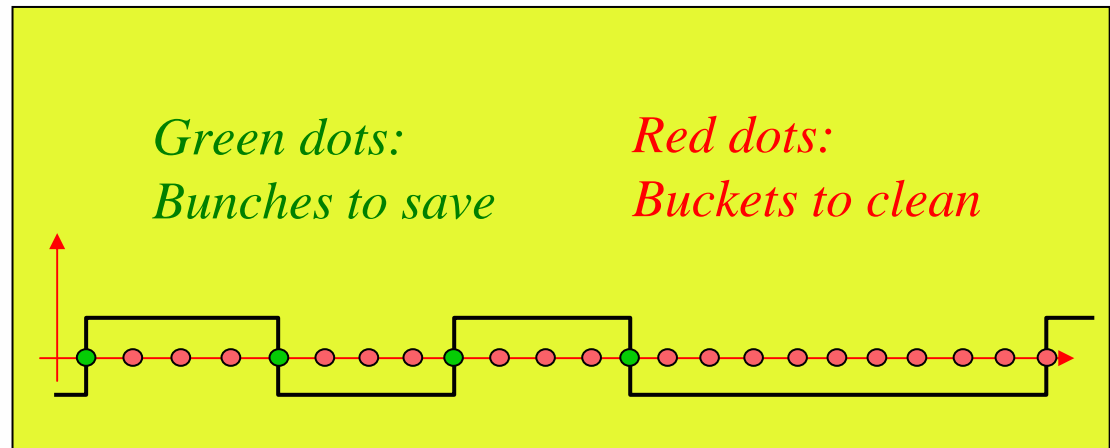 Green dots:
Bunches to save
Red dots:
Buckets to clean